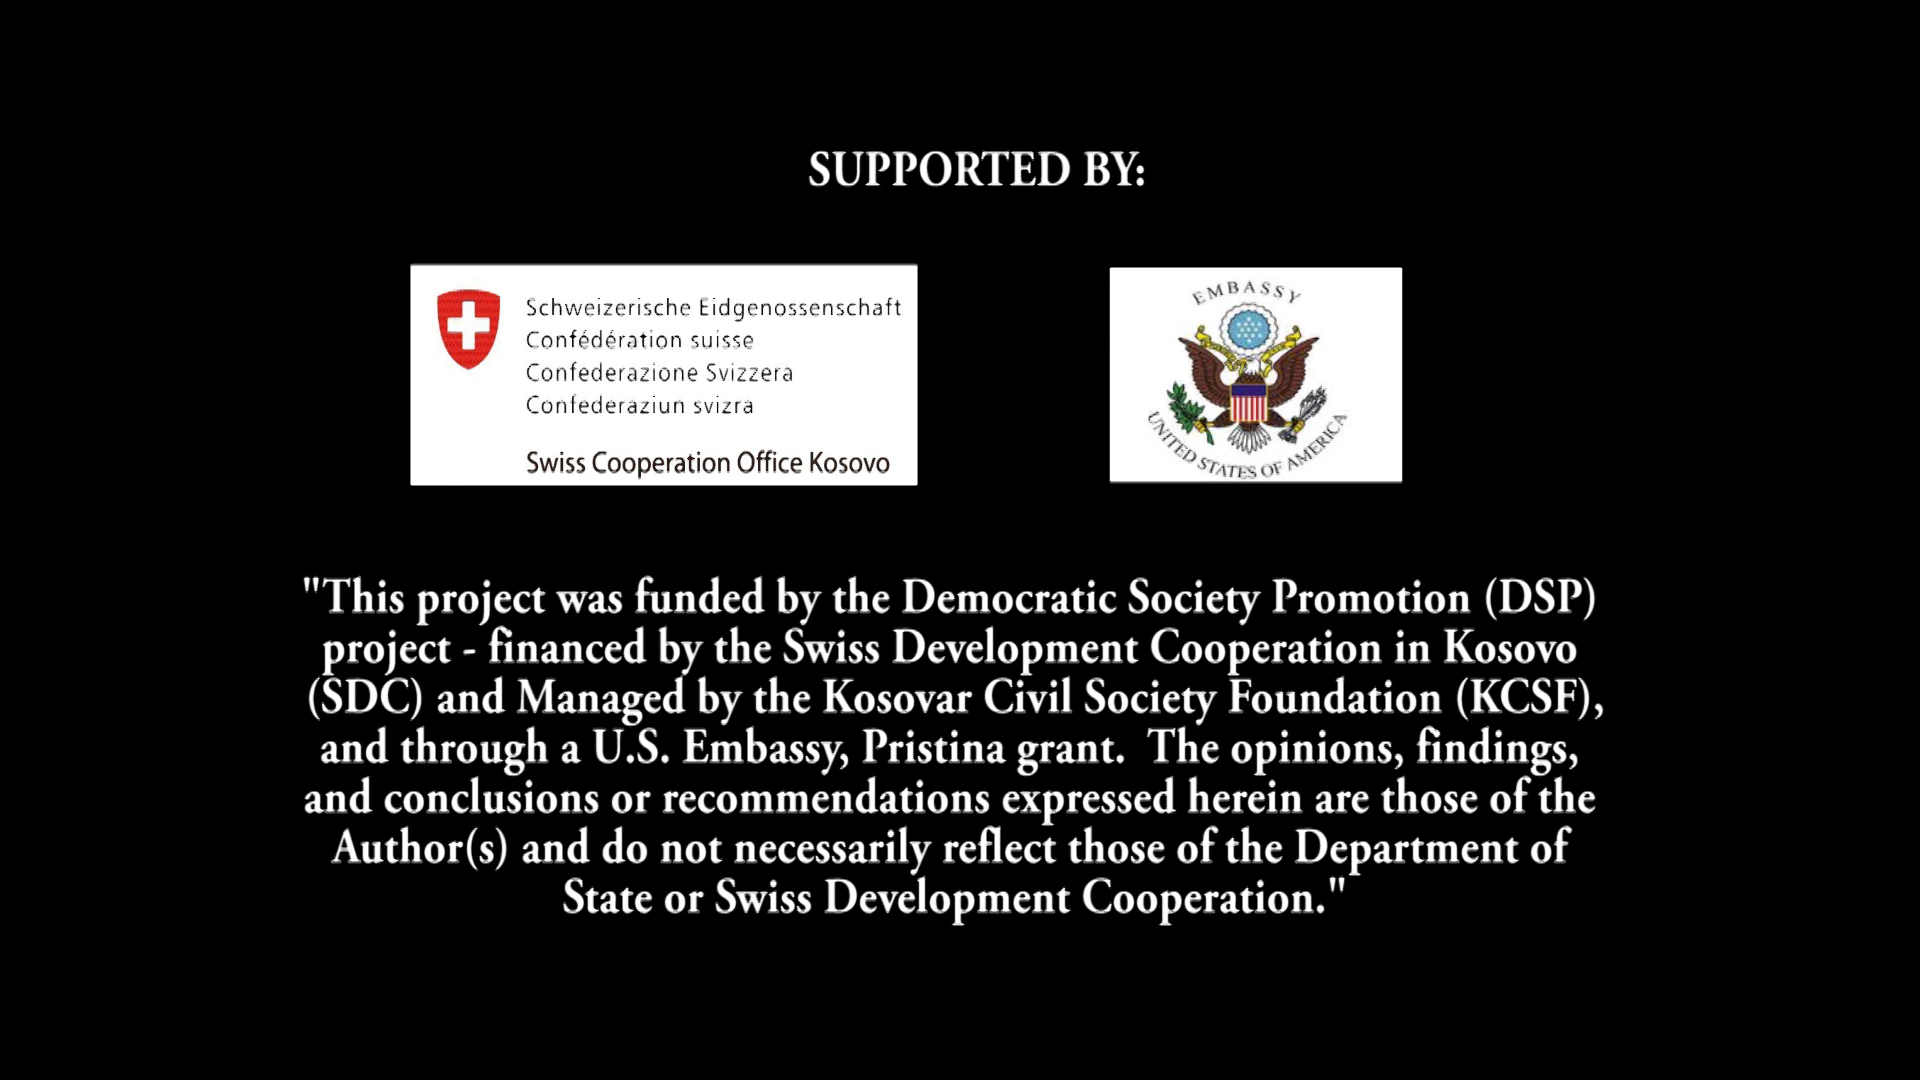 SUPPORTED BY:
Schweizerische Eidgenossenschaft
Confédération suisse
Confederazione Svizzera
Confederaziun svizra
Swiss Cooperation Office Kosovo
EMBASSY
UNITED STATES OF AMERICA
"This project was funded by the Democratic Society Promotion (DSP)
project - financed by the Swiss Development Cooperation in Kosovo
(SDC) and Managed by the Kosovar Civil Society Foundation (KCSF),
and through a U.S. Embassy, Pristina grant.  The opinions, findings,
and conclusions or recommendations expressed herein are those of the
Author(s) and do not necessarily reflect those of the Department of
State or Swiss Development Cooperation."